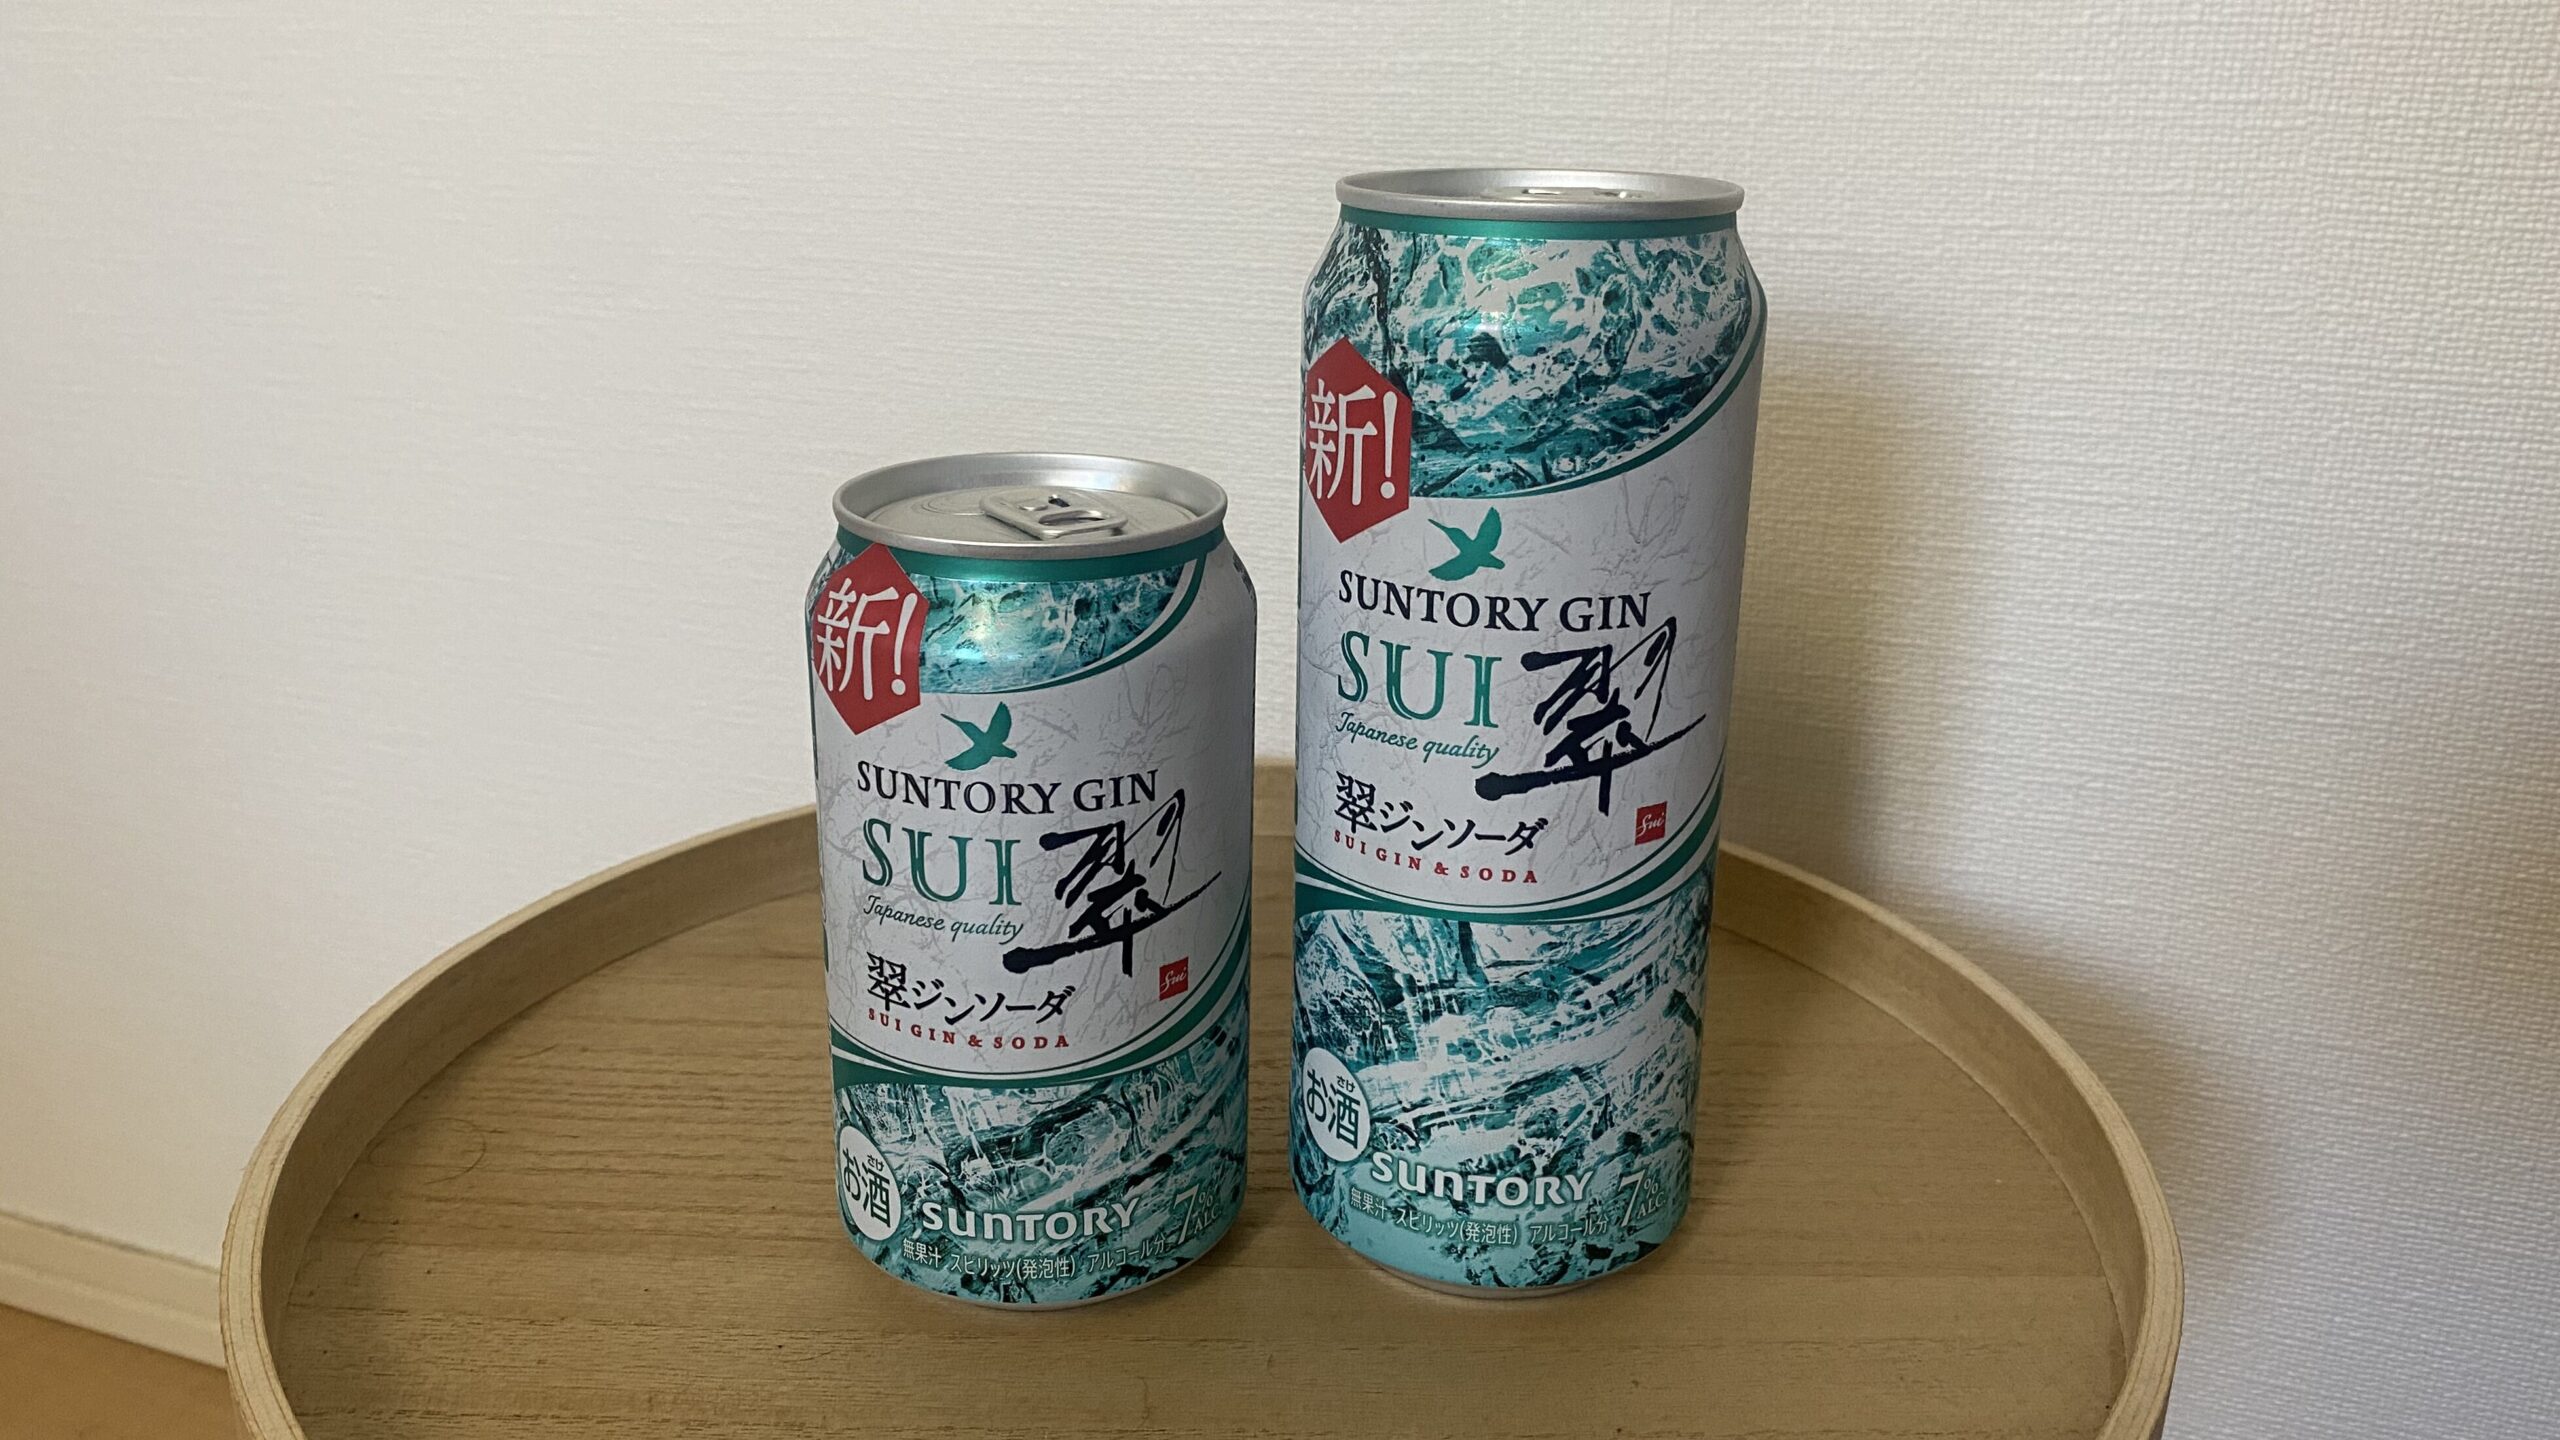 新!
SUNTORY GIN
SUI 翠
Japanese quality
翠ジンソーダ
SUI GIN & SODA
Sui
さけ
お酒
SUNTORY
無果汁 スピリッツ(発泡性) アルコール分 7% ALC.
新!
SUNTORY GIN
SUI 翠
Japanese quality
翠ジンソーダ
SUI GIN & SODA
Sui
さけ
お酒
SUNTORY
無果汁 スピリッツ(発泡性) アルコール分 7% ALC.